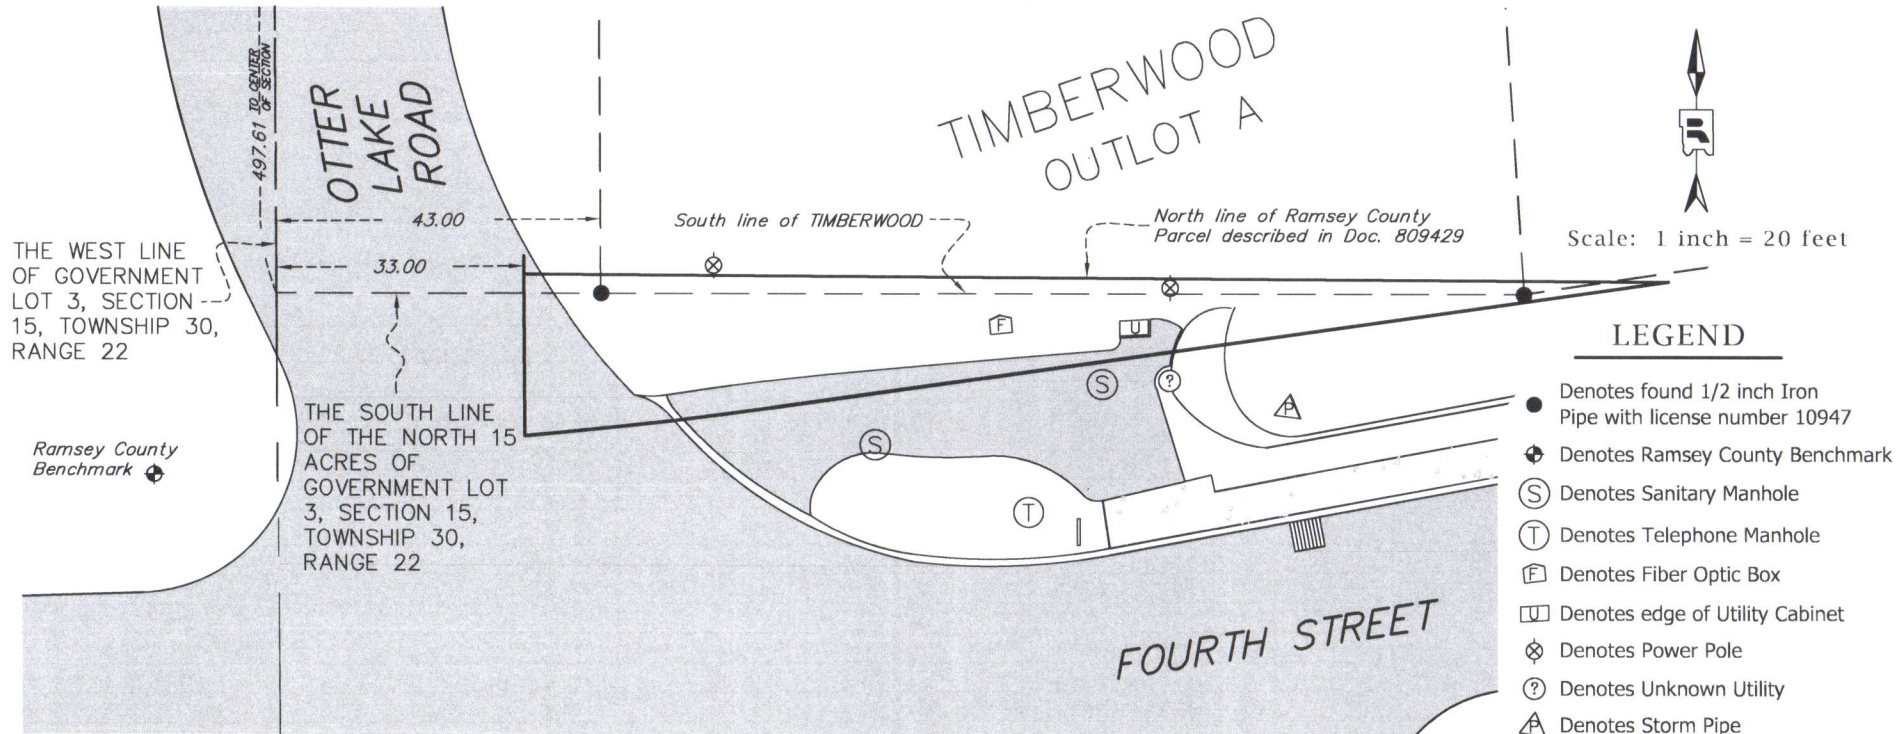 497.61 TO CENTER
OF SECTION
OTTER
LAKE
ROAD
TIMBERWOOD
OUTLOT A
43.00
33.00
South line of TIMBERWOOD
North line of Ramsey County
Parcel described in Doc. 809429
Scale: 1 inch = 20 feet
THE WEST LINE
OF GOVERNMENT
LOT 3, SECTION
15, TOWNSHIP 30,
RANGE 22
F
U
S
?
P
S
T
THE SOUTH LINE
OF THE NORTH 15
ACRES OF
GOVERNMENT LOT
3, SECTION 15,
TOWNSHIP 30,
RANGE 22
Ramsey County
Benchmark
FOURTH STREET
LEGEND
Denotes found 1/2 inch Iron
Pipe with license number 10947
Denotes Ramsey County Benchmark
S Denotes Sanitary Manhole
T Denotes Telephone Manhole
F Denotes Fiber Optic Box
U Denotes edge of Utility Cabinet
Denotes Power Pole
? Denotes Unknown Utility
P Denotes Storm Pipe